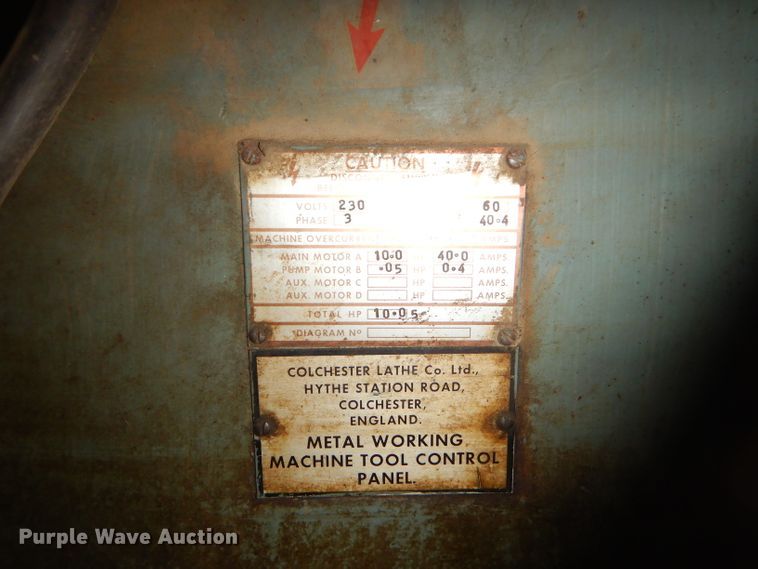 CAUTION
VOLTS 230 60
PHASE 3 40.4
MACHINE AMPS.
MAIN MOTOR A 10.0 HP 40.0 AMPS.
PUMP MOTOR B .05 HP 0.4 AMPS.
AUX. MOTOR C HP AMPS.
AUX. MOTOR D HP AMPS.
TOTAL HP 10.05
DIAGRAM Nº
COLCHESTER LATHE Co. Ltd.,
HYTHE STATION ROAD,
COLCHESTER,
ENGLAND.
METAL WORKING
MACHINE TOOL CONTROL
PANEL.
Purple Wave Auction